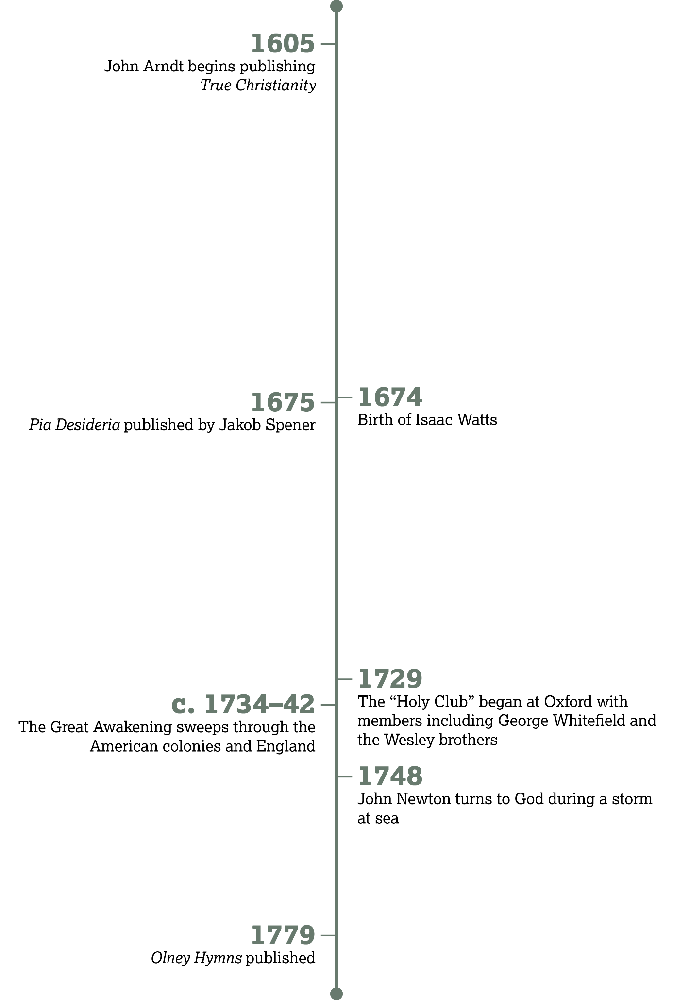 1605
John Arndt begins publishing
True Christianity
1674
Birth of Isaac Watts
1675
Pia Desideria published by Jakob Spener
1729
The “Holy Club” began at Oxford with
members including George Whitefield and
the Wesley brothers
c. 1734–42
The Great Awakening sweeps through the
American colonies and England
1748
John Newton turns to God during a storm
at sea
1779
Olney Hymns published